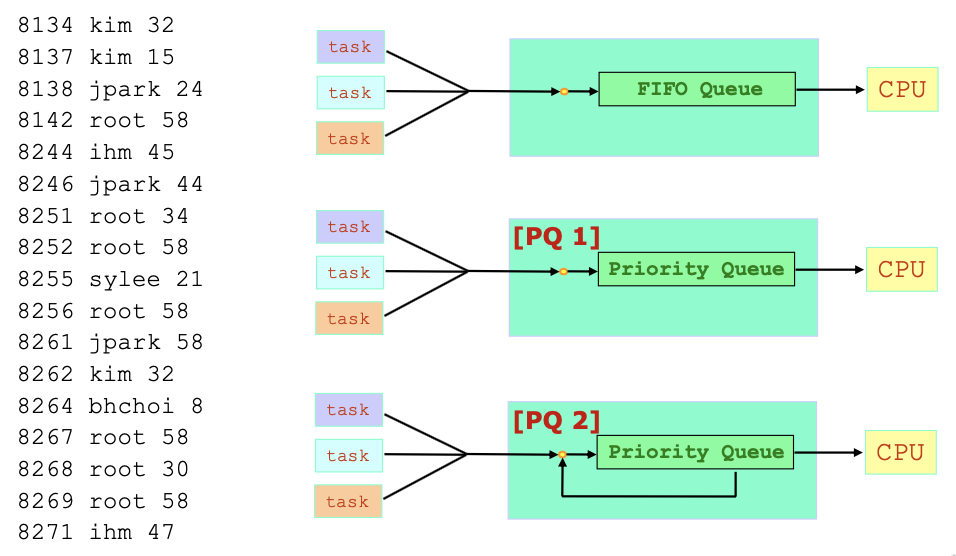 8134 kim 32
8137 kim 15
8138 jpark 24
8142 root 58
8244 ihm 45
8246 jpark 44
8251 root 34
8252 root 58
8255 sylee 21
8256 root 58
8261 jpark 58
8262 kim 32
8264 bhchoi 8
8267 root 58
8268 root 30
8269 root 58
8271 ihm 47
task
task
task
FIFO Queue
CPU
task
task
task
[PQ 1]
Priority Queue
CPU
task
task
task
[PQ 2]
Priority Queue
CPU